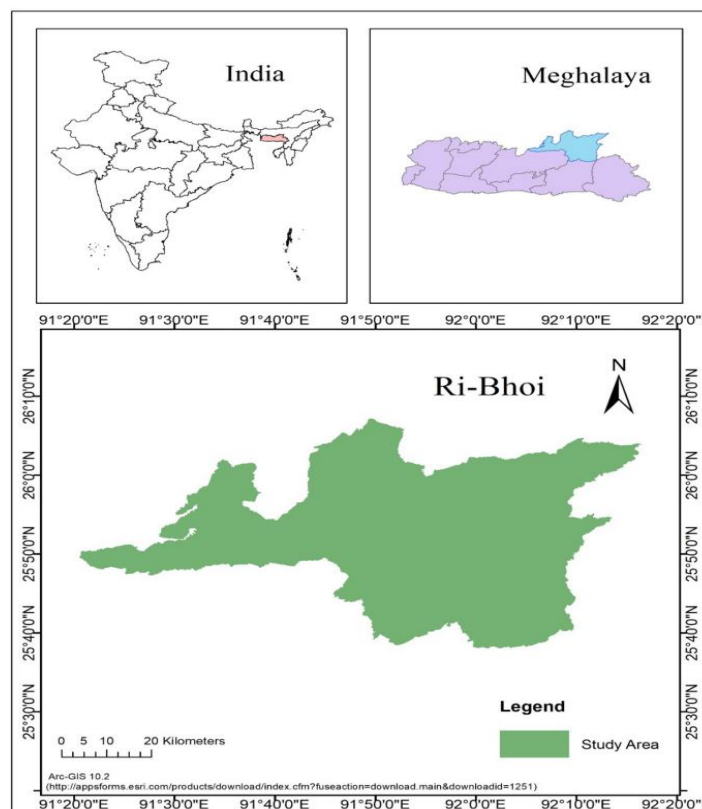 India
Meghalaya
91°20'0"E 91°30'0"E 91°40'0"E 91°50'0"E 92°0'0"E 92°10'0"E 92°20'0"E
Ri-Bhoi
N
26°10'0"N
26°10'0"N
26°0'0"N
26°0'0"N
25°50'0"N
25°50'0"N
25°40'0"N
25°40'0"N
25°30'0"N
25°30'0"N
Legend
Study Area
0 5 10 20 Kilometers
Arc-GIS 10.2
(http://appsforms.esri.com/products/download/index.cfm?fuseaction=download.main&downloadid=1251)
91°20'0"E 91°30'0"E 91°40'0"E 91°50'0"E 92°0'0"E 92°10'0"E 92°20'0"E